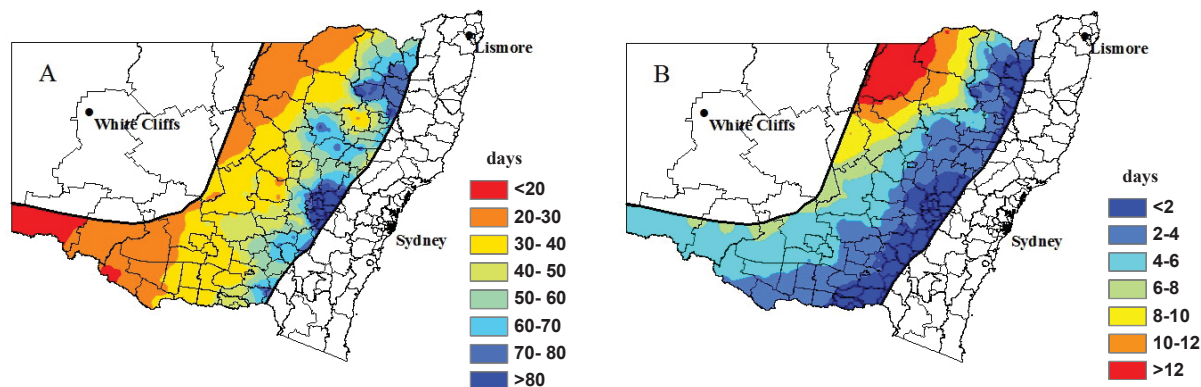 A
Lismore
White Cliffs
Sydney
days
<20
20-30
30- 40
40- 50
50- 60
60-70
70- 80
>80
B
Lismore
White Cliffs
Sydney
days
<2
2-4
4-6
6-8
8-10
10-12
>12